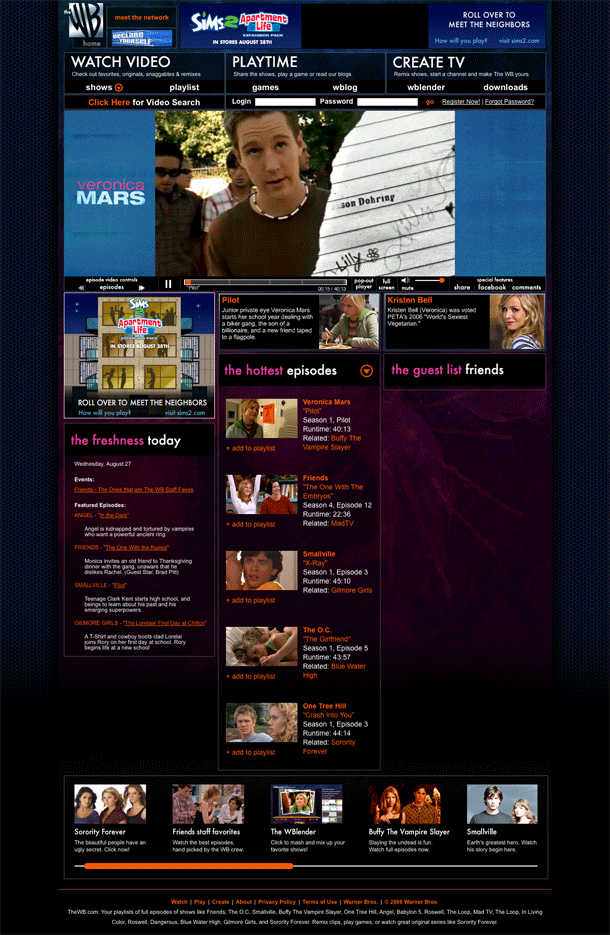 the WB
home
meet the network
DECLARE YOURSELF
The Sims 2 Apartment Life
EXPANSION PACK
IN STORES AUGUST 28TH
ROLL OVER TO
MEET THE NEIGHBORS
How will you play? visit sims2.com
WATCH VIDEO
Check out favorites, originals, snaggables & remixes
shows playlist
PLAYTIME
Share the shows, play a game or read our blogs
games wblog
CREATE TV
Remix shows, start a channel and make The WB yours
wblender downloads
Click Here for Video Search
Login Password go Register Now! | Forgot Password?
veronica
MARS
son Dohring
Lilly
episode video controls
episodes
"Pilot"
00:15 / 40:13
pop-out
player
full
screen
mute
special features
share facebook comments
The Sims 2
Apartment
Life
EXPANSION PACK
IN STORES AUGUST 28TH
ROLL OVER TO MEET THE NEIGHBORS
How will you play? visit sims2.com
Pilot
Junior private eye Veronica Mars
starts her school year dealing with
a biker gang, the son of a
billionaire, and a new friend taped
to a flagpole.
Kristen Bell
Kristen Bell (Veronica) was voted
PETA's 2006 "World's Sexiest
Vegetarian."
the freshness today
Wednesday, August 27
Events:
Friends - The Ones that are The WB Staff Faves
Featured Episodes:
ANGEL - "In the Dark"
Angel is kidnapped and tortured by vampires
who want a powerful ancient ring.
FRIENDS - "The One With the Rumor"
Monica invites an old friend to Thanksgiving
dinner with the gang, unaware that he
dislikes Rachel. (Guest Star, Brad Pitt)
SMALLVILLE - "Pilot"
Teenage Clark Kent starts high school, and
beings to learn about his past and his
emerging superpowers.
GILMORE GIRLS - "The Lorelais' First Day at Chilton"
A T-Shirt and cowboy boots clad Lorelai
joins Rory on her first day at school. Rory
begins life at a new school
the hottest episodes
Veronica Mars
"Pilot"
Season 1, Pilot
Runtime: 40:13
Related: Buffy The
Vampire Slayer
+ add to playlist
Friends
"The One With The
Embryos"
Season 4, Episode 12
Runtime: 22:36
Related: MadTV
+ add to playlist
Smallville
"X-Ray"
Season 1, Episode 3
Runtime: 45:10
Related: Gilmore Girls
+ add to playlist
The O.C.
"The Girlfriend"
Season 1, Episode 5
Runtime: 43:57
Related: Blue Water
High
+ add to playlist
One Tree Hill
"Crash Into You"
Season 1, Episode 3
Runtime: 44:14
Related: Sorority
Forever
+ add to playlist
the guest list friends
Sorority Forever
The beautiful people have an
ugly secret. Click now!
Friends staff favorites
Watch the best episodes,
hand picked by the WB crew.
The WBlender
Click to mash and mix up your
favorite shows!
Buffy The Vampire Slayer
Slaying the undead is fun.
Watch full episodes now.
Smallville
Earth's greatest hero. Watch
his story begin here.
Watch | Play | Create | About | Privacy Policy | Terms of Use | Warner Bros. | © 2008 Warner Bros.
TheWB.com: Your playlists of full episodes of shows like Friends, The O.C. Smallville, Buffy The Vampire Slayer, One Tree Hill, Angel, Babylon 5, Roswell, The Loop, Mad TV, The Loop, In Living
Color, Roswell, Dangerous, Blue Water High, Gilmore Girls, and Sorority Forever. Remix clips, play games, or watch great original series like Sorority Forever.